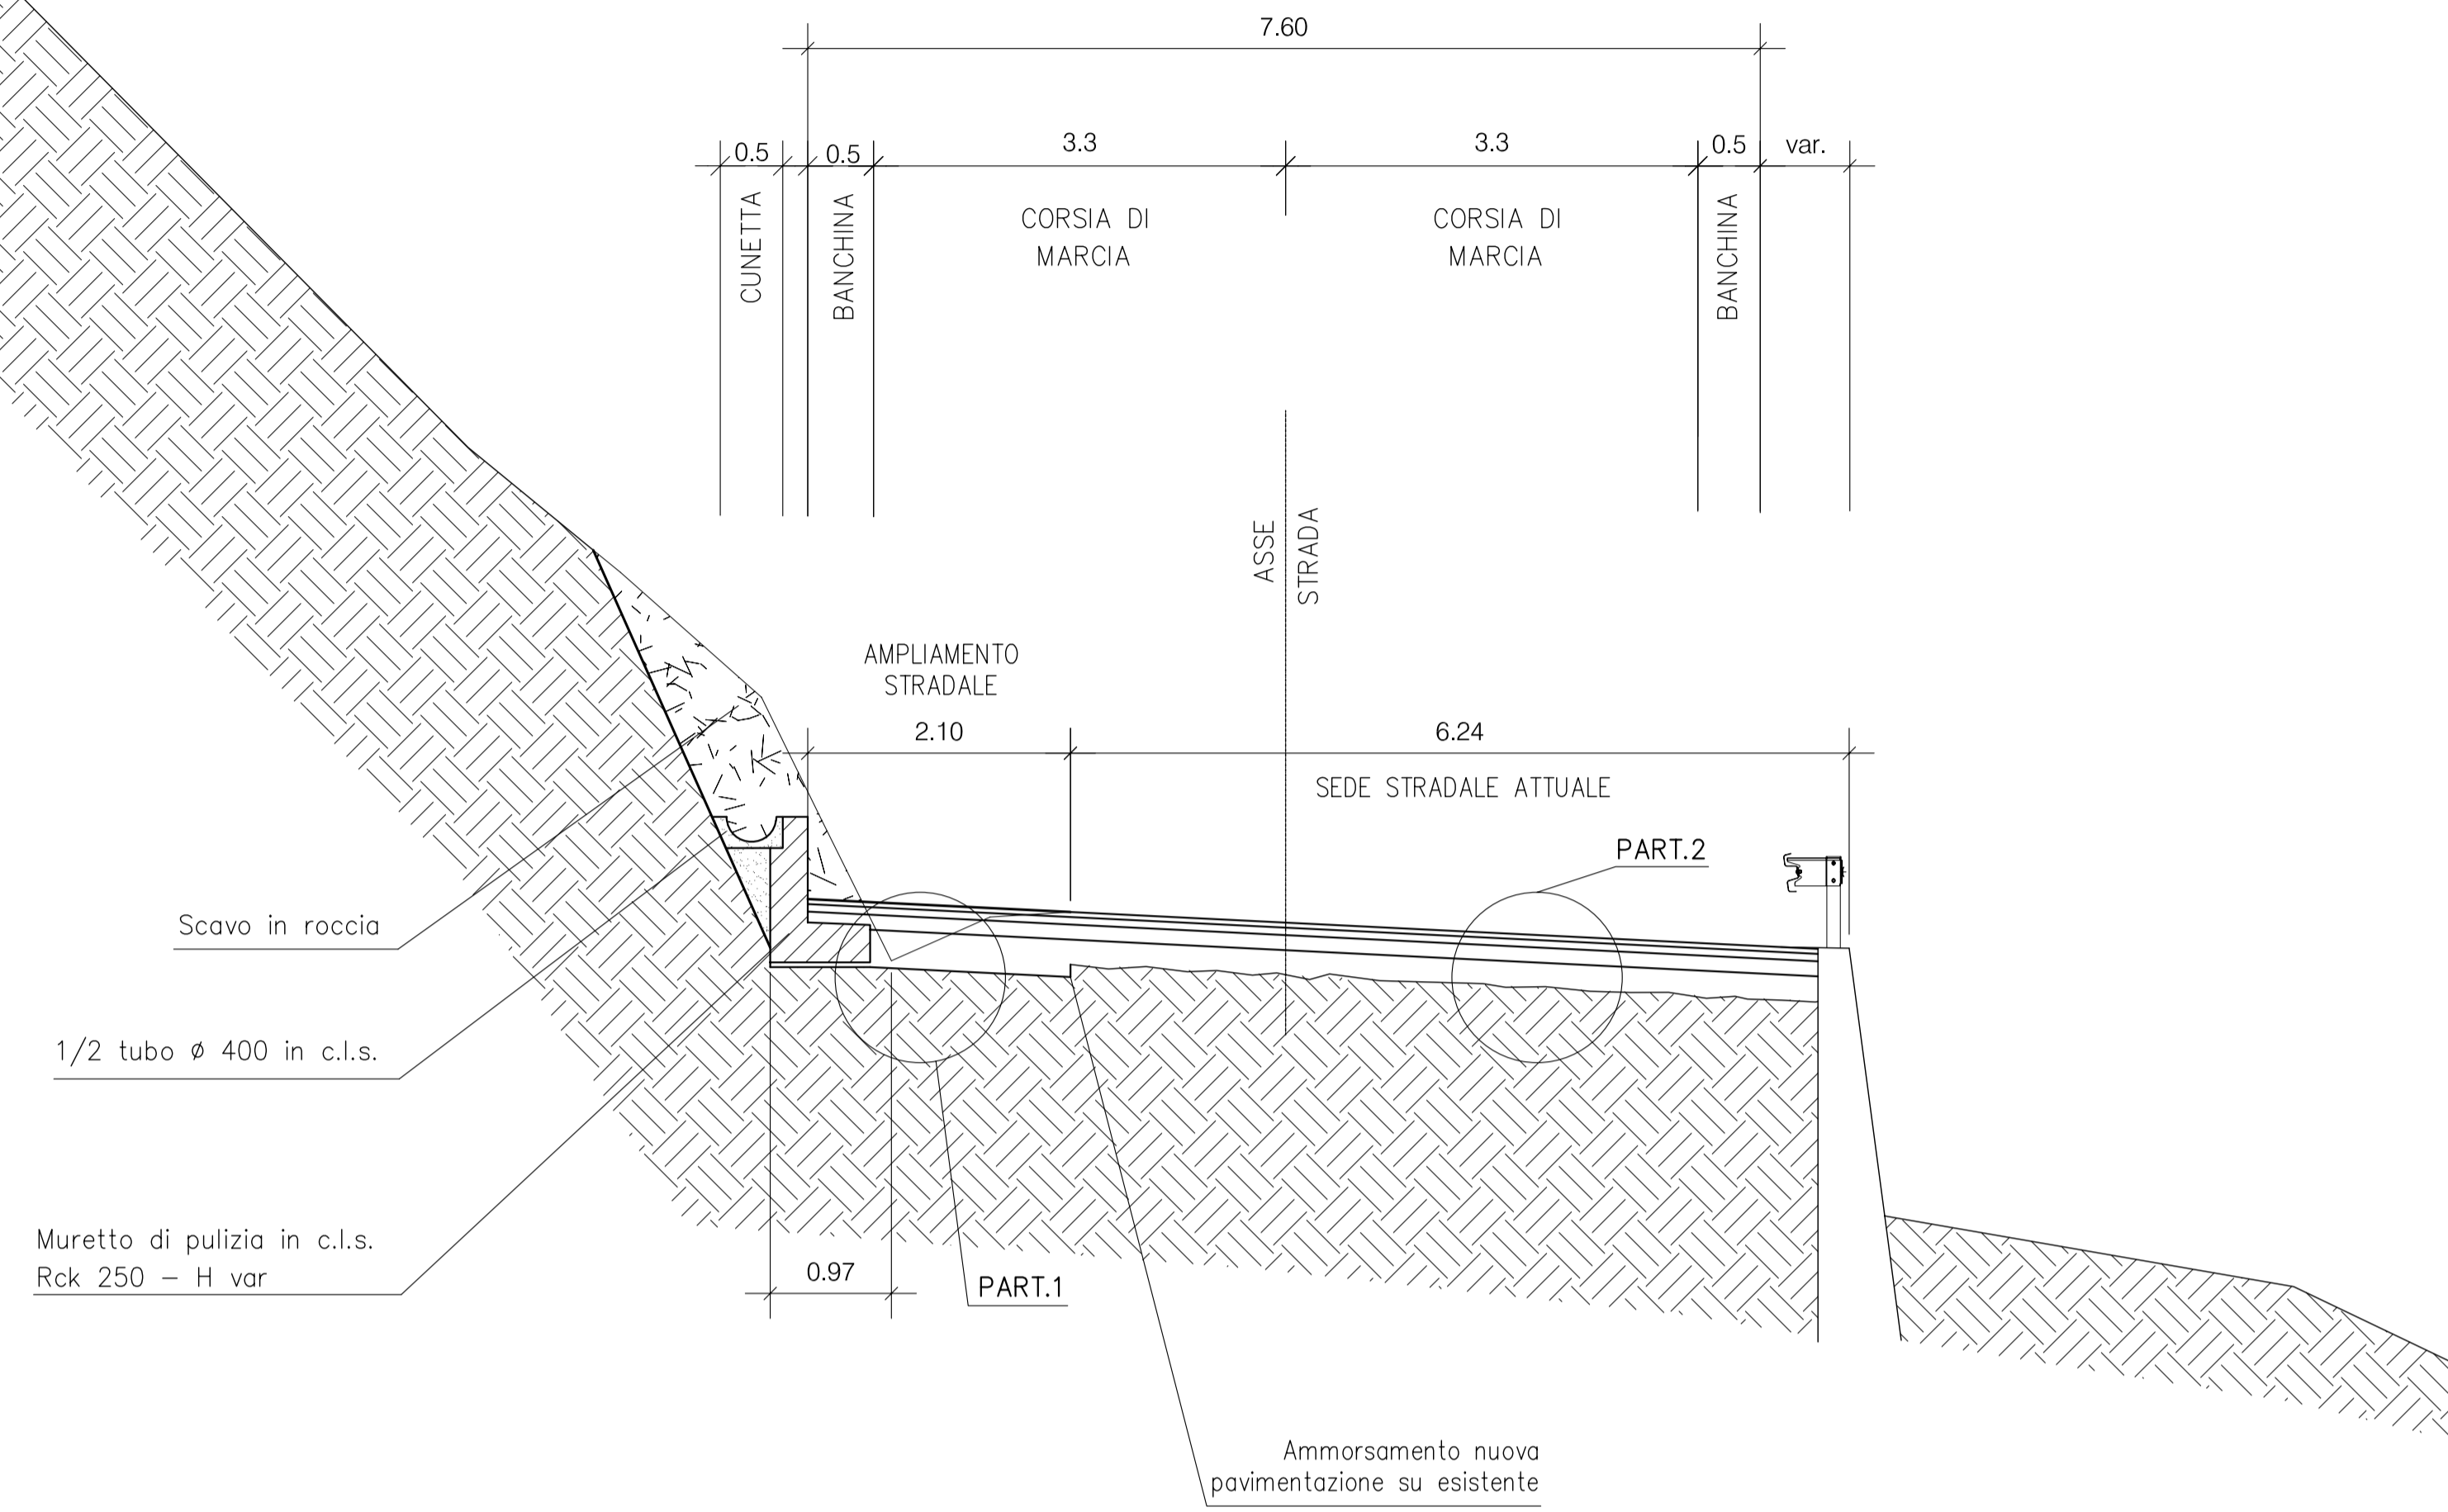 7.60
0.5
0.5
3.3
3.3
0.5
var.
CUNETTA
BANCHINA
CORSIA DI
MARCIA
CORSIA DI
MARCIA
BANCHINA
ASSE
STRADA
AMPLIAMENTO
STRADALE
2.10
6.24
SEDE STRADALE ATTUALE
PART.2
Scavo in roccia
1/2 tubo ø 400 in c.l.s.
Muretto di pulizia in c.l.s.
Rck 250 – H var
0.97
PART.1
Ammorsamento nuova
pavimentazione su esistente